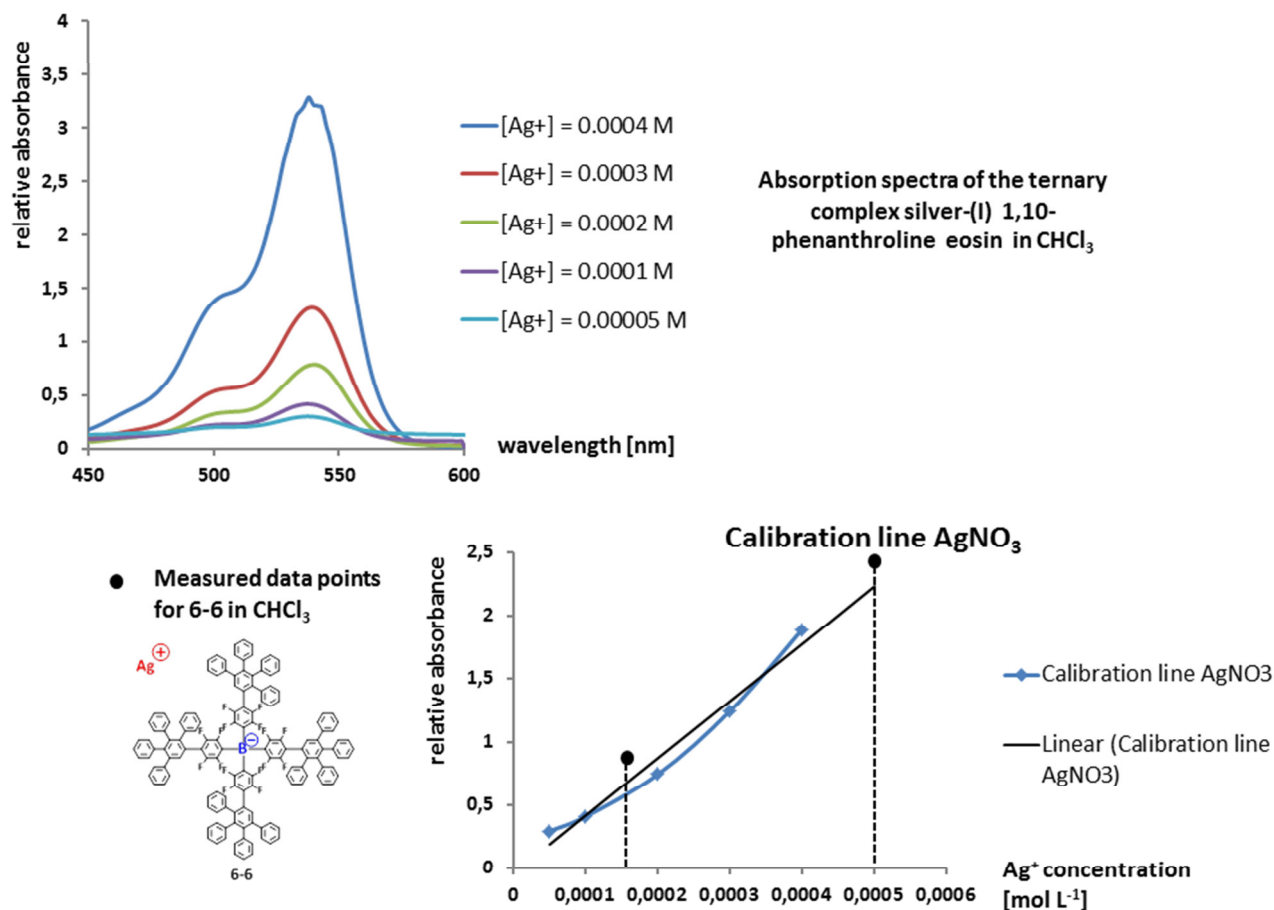 4
3,5
3
2,5
2
1,5
1
0,5
0
450
500
550
600
relative absorbance
wavelength [nm]
[Ag+] = 0.0004 M
[Ag+] = 0.0003 M
[Ag+] = 0.0002 M
[Ag+] = 0.0001 M
[Ag+] = 0.00005 M
Absorption spectra of the ternary
complex silver-(I) 1,10-
phenanthroline eosin in CHCl₃
Measured data points
for 6-6 in CHCl₃
Ag⊕
F F
F F
F F F F
B⊖
F F F F
F F
F F
6-6
Calibration line AgNO₃
2,5
2
1,5
1
0,5
0
relative absorbance
0 0,0001 0,0002 0,0003 0,0004 0,0005 0,0006
Ag⁺ concentration
[mol L⁻¹]
Calibration line AgNO3
Linear (Calibration line
AgNO3)